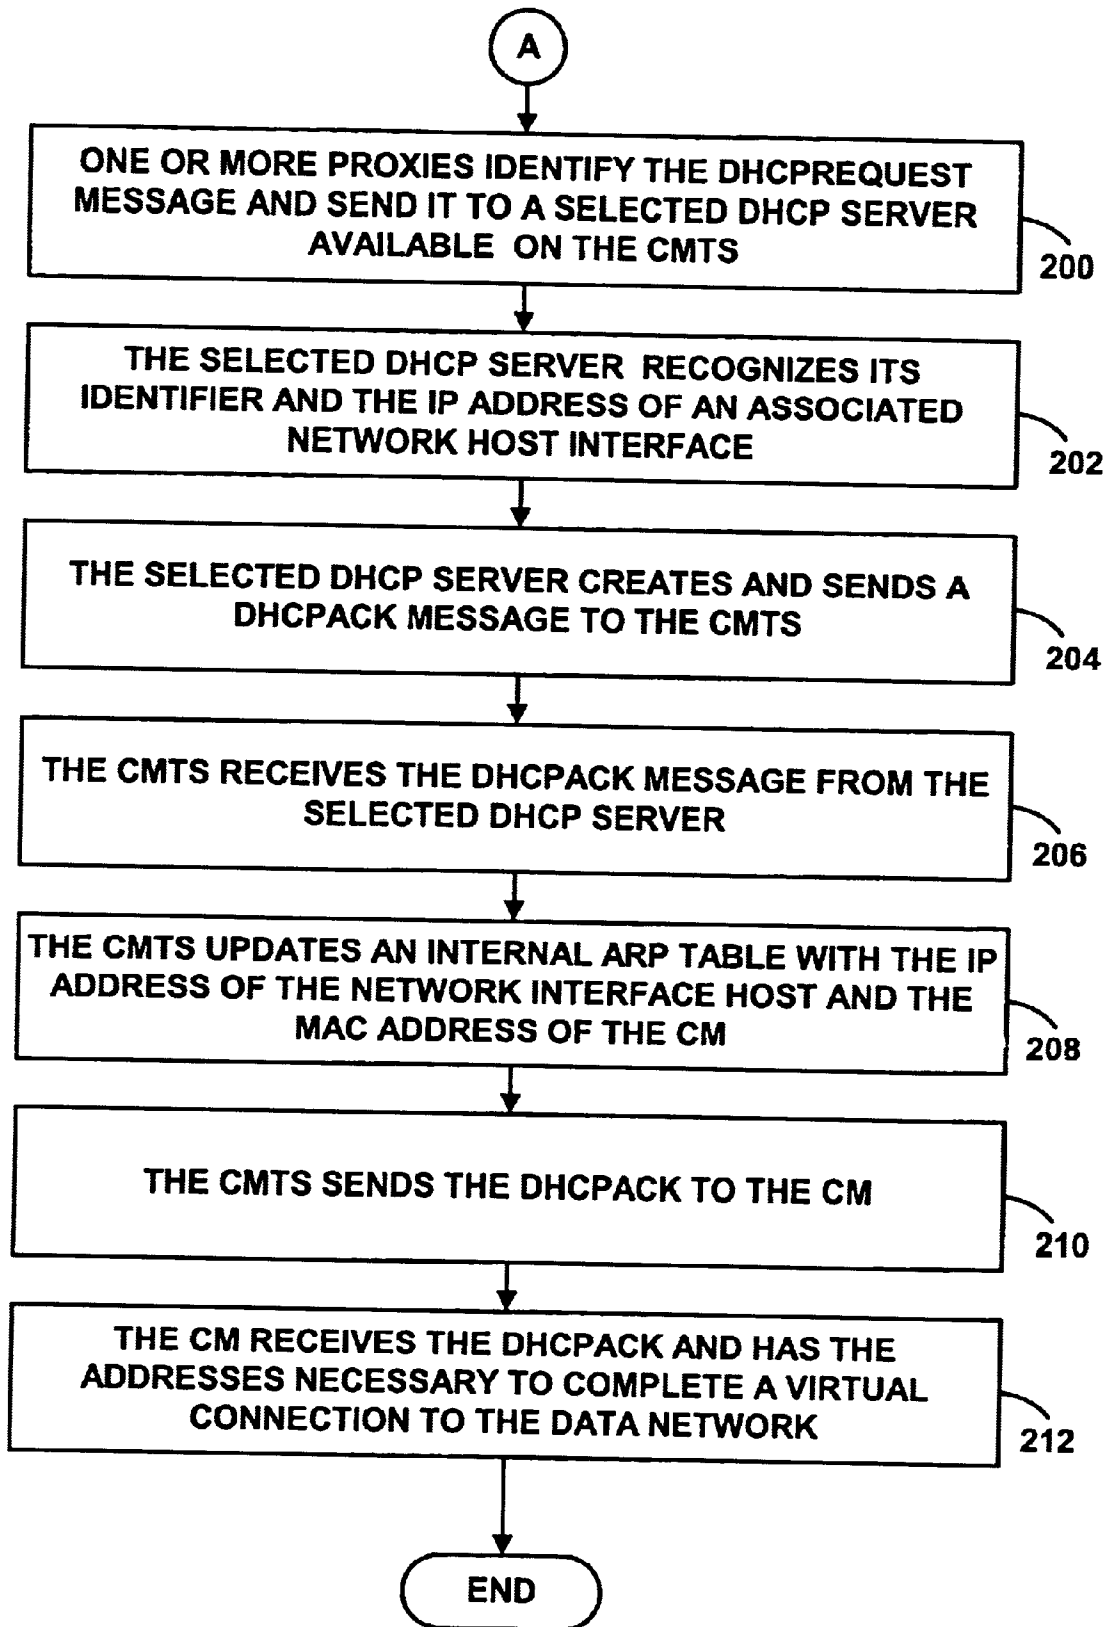 A
ONE OR MORE PROXIES IDENTIFY THE DHCPREQUEST
MESSAGE AND SEND IT TO A SELECTED DHCP SERVER
AVAILABLE ON THE CMTS
200
THE SELECTED DHCP SERVER RECOGNIZES ITS
IDENTIFIER AND THE IP ADDRESS OF AN ASSOCIATED
NETWORK HOST INTERFACE
202
THE SELECTED DHCP SERVER CREATES AND SENDS A
DHCPACK MESSAGE TO THE CMTS
204
THE CMTS RECEIVES THE DHCPACK MESSAGE FROM THE
SELECTED DHCP SERVER
206
THE CMTS UPDATES AN INTERNAL ARP TABLE WITH THE IP
ADDRESS OF THE NETWORK INTERFACE HOST AND THE
MAC ADDRESS OF THE CM
208
THE CMTS SENDS THE DHCPACK TO THE CM
210
THE CM RECEIVES THE DHCPACK AND HAS THE
ADDRESSES NECESSARY TO COMPLETE A VIRTUAL
CONNECTION TO THE DATA NETWORK
212
END